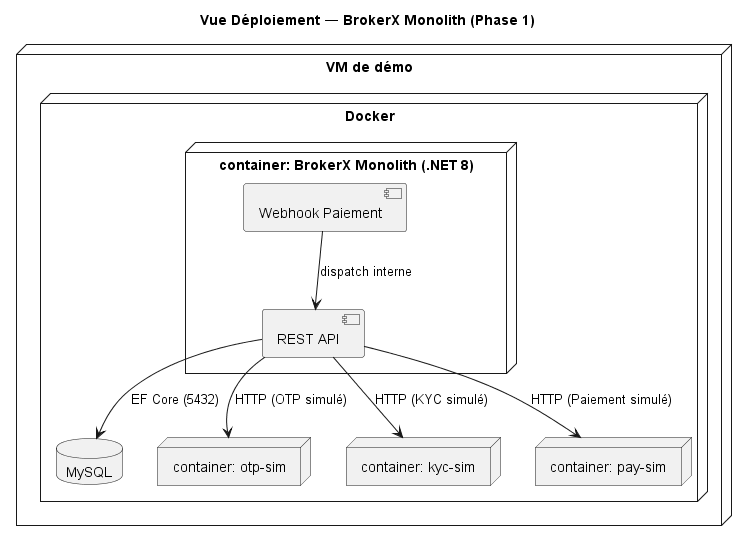 Vue Déploiement — BrokerX Monolith (Phase 1)
VM de démo
Docker
container: BrokerX Monolith (.NET 8)
Webhook Paiement
dispatch interne
REST API
EF Core (5432)
HTTP (OTP simulé)
HTTP (KYC simulé)
HTTP (Paiement simulé)
MySQL
container: otp-sim
container: kyc-sim
container: pay-sim